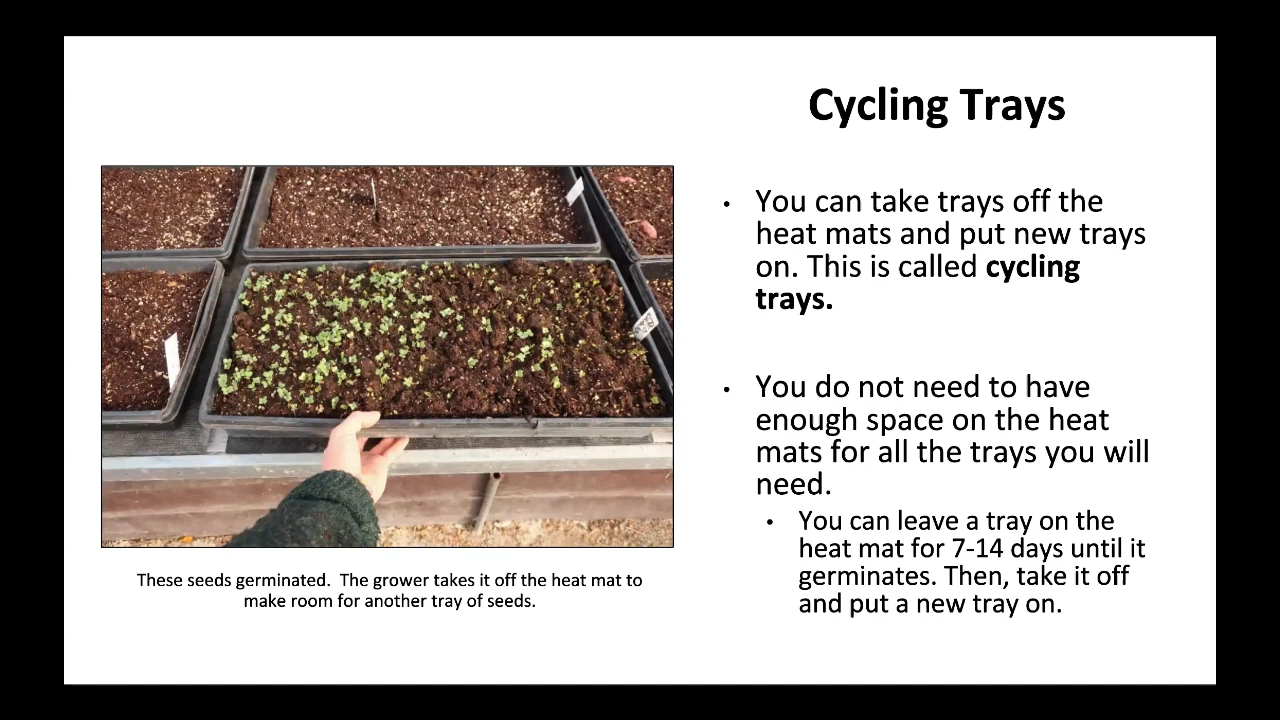 Cycling Trays
• You can take trays off the
heat mats and put new trays
on. This is called cycling
trays.
• You do not need to have
enough space on the heat
mats for all the trays you will
need.
• You can leave a tray on the
heat mat for 7-14 days until it
germinates. Then, take it off
and put a new tray on.
These seeds germinated.  The grower takes it off the heat mat to
make room for another tray of seeds.